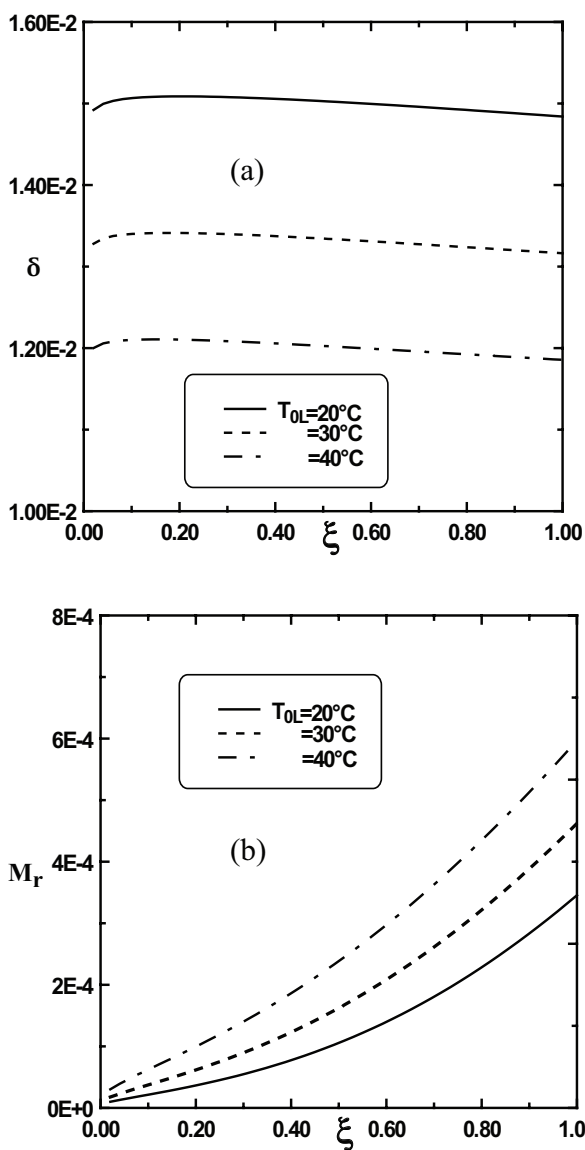 1.60E-2
(a)
1.40E-2
δ
1.20E-2
T0L=20°C
=30°C
=40°C
1.00E-2
0.00 0.20 0.40 0.60 0.80 1.00
ξ
8E-4
T0L=20°C
=30°C
=40°C
6E-4
(b)
Mr
4E-4
2E-4
0E+0
0.00 0.20 0.40 0.60 0.80 1.0
ξ